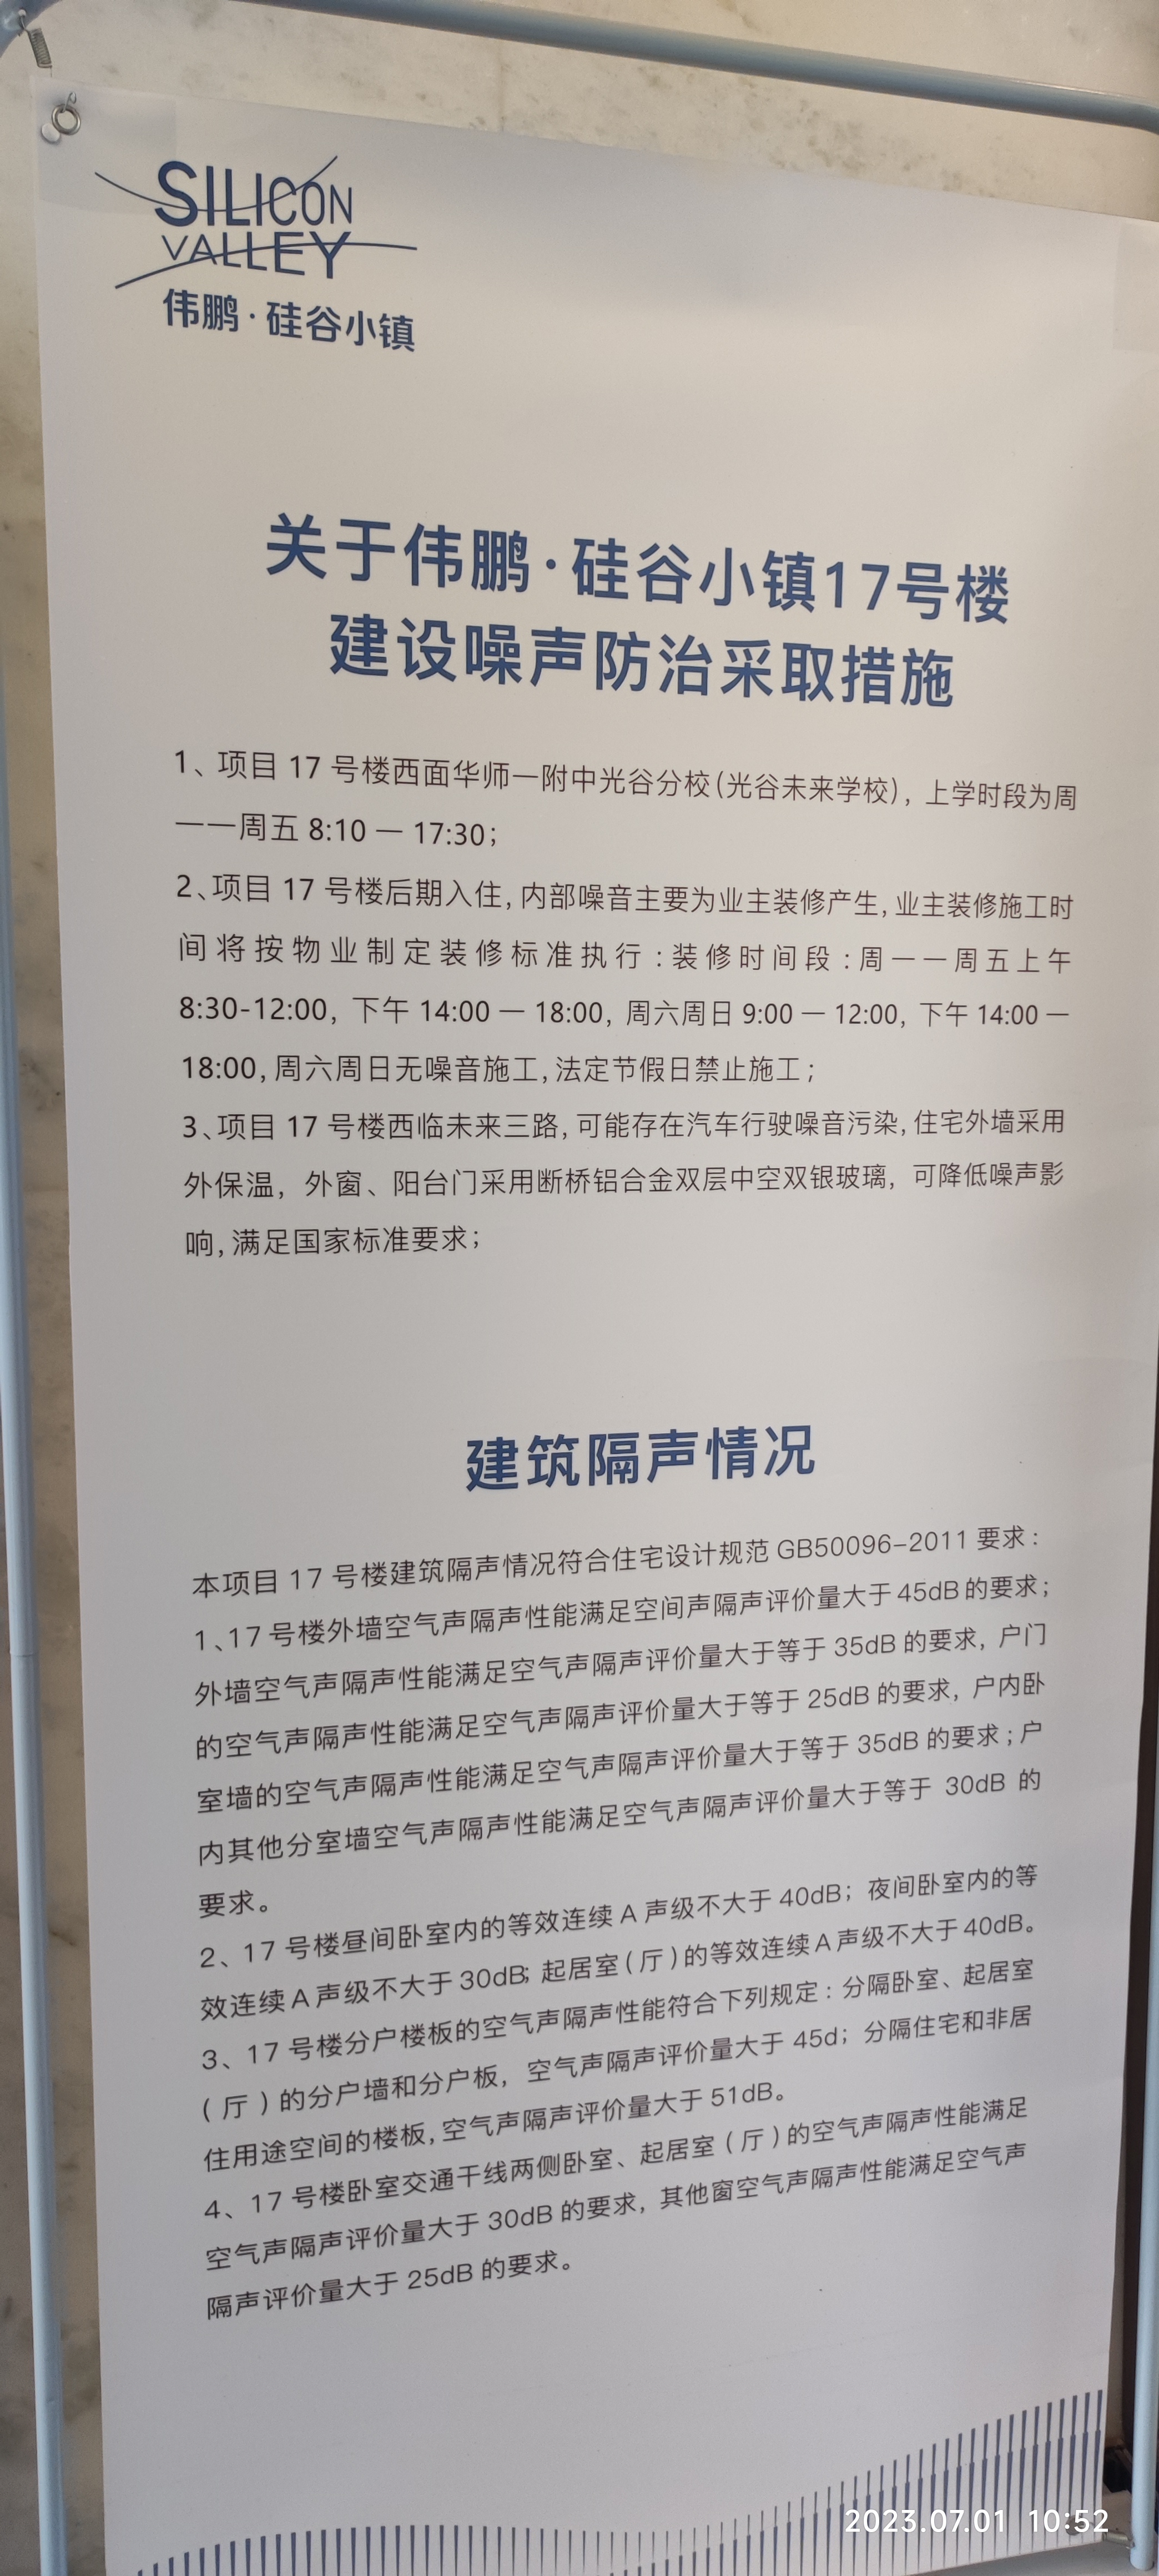 SILICON
VALLEY
伟鹏·硅谷小镇
关于伟鹏·硅谷小镇17号楼
建设噪声防治采取措施
1、项目 17 号楼西面华师一附中光谷分校(光谷未来学校)，上学时段为周
一一周五 8:10 一 17:30；
2、项目 17 号楼后期入住,内部噪音主要为业主装修产生,业主装修施工时
间将按物业制定装修标准执行:装修时间段:周一一周五上午
8:30-12:00，下午 14:00 一 18:00，周六周日 9:00 一 12:00，下午 14:00 一
18:00,周六周日无噪音施工,法定节假日禁止施工；
3、项目 17 号楼西临未来三路,可能存在汽车行驶噪音污染,住宅外墙采用
外保温，外窗、阳台门采用断桥铝合金双层中空双银玻璃，可降低噪声影
响,满足国家标准要求；
建筑隔声情况
本项目 17 号楼建筑隔声情况符合住宅设计规范 GB50096-2011 要求：
1、17 号楼外墙空气声隔声性能满足空间声隔声评价量大于 45dB 的要求；
外墙空气声隔声性能满足空气声隔声评价量大于等于 35dB 的要求，户门
的空气声隔声性能满足空气声隔声评价量大于等于 25dB 的要求，户内卧
室墙的空气声隔声性能满足空气声隔声评价量大于等于 35dB 的要求；户
内其他分室墙空气声隔声性能满足空气声隔声评价量大于等于 30dB 的
要求。
2、17 号楼昼间卧室内的等效连续 A 声级不大于 40dB；夜间卧室内的等
效连续 A 声级不大于 30dB；起居室(厅)的等效连续 A 声级不大于 40dB。
3、17 号楼分户楼板的空气声隔声性能符合下列规定：分隔卧室、起居室
(厅)的分户墙和分户板，空气声隔声评价量大于 45d；分隔住宅和非居
住用途空间的楼板,空气声隔声评价量大于 51dB。
4、17 号楼卧室交通干线两侧卧室、起居室(厅)的空气声隔声性能满足
空气声隔声评价量大于 30dB 的要求，其他窗空气声隔声性能满足空气声
隔声评价量大于 25dB 的要求。
2023.07.01 10:52